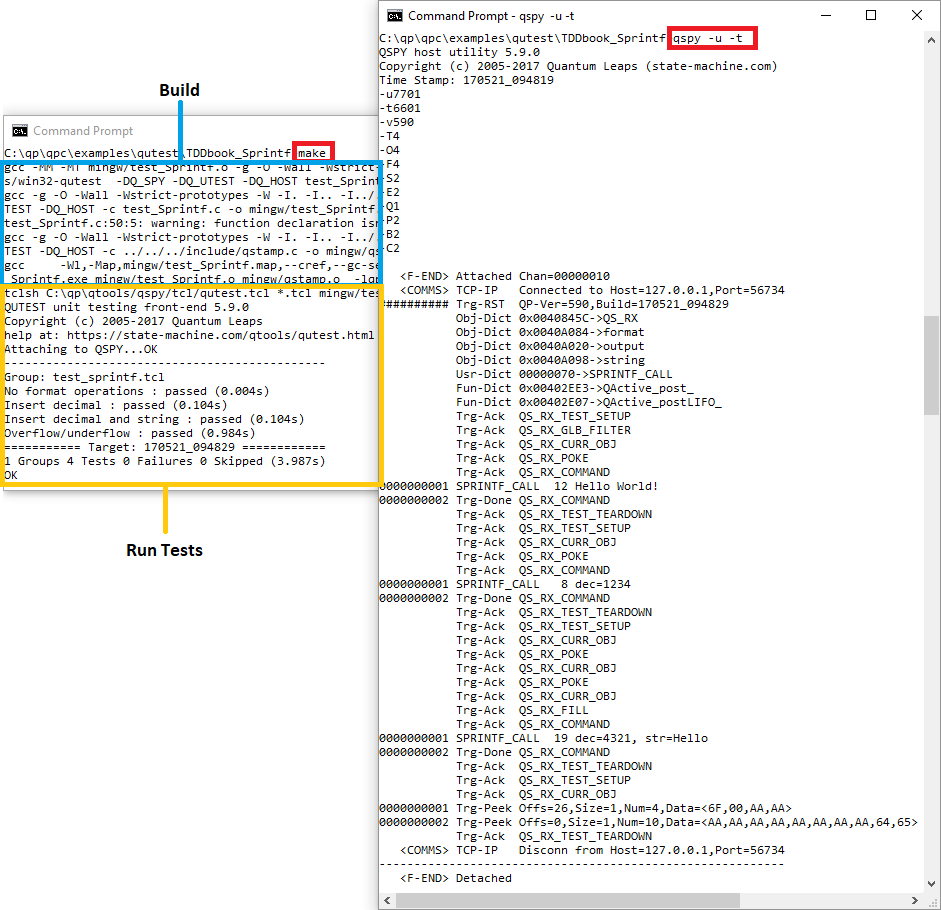 Build
Command Prompt
C:\qp\qpc\examples\qutest\TDDbook_Sprintf make
gcc -MM -MT mingw/test_Sprintf.o -g -O -Wall -Wstrict
s/win32-qutest  -DQ_SPY -DQ_UTEST -DQ_HOST test_Sprint
gcc -g -O -Wall -Wstrict-prototypes -W -I. -I.. -I../
TEST -DQ_HOST -c test_Sprintf.c -o mingw/test_Sprintf
test_Sprintf.c:50:5: warning: function declaration isn
gcc -g -O -Wall -Wstrict-prototypes -W -I. -I.. -I../
TEST -DQ_HOST -c ../../../include/qstamp.c -o mingw/qs
gcc     -Wl,-Map,mingw/test_Sprintf.map,--cref,--gc-se
_Sprintf.exe mingw/test_Sprintf.o mingw/qstamp.o  -lqp
tclsh C:\qp\qtools\qspy\tcl/qutest.tcl *.tcl mingw/tes
QUTEST unit testing front-end 5.9.0
Copyright (c) 2005-2017 Quantum Leaps
help at: https://state-machine.com/qtools/qutest.html
Attaching to QSPY...OK
----------------------------------------------
Group: test_sprintf.tcl
No format operations : passed (0.004s)
Insert decimal : passed (0.104s)
Insert decimal and string : passed (0.104s)
Overflow/underflow : passed (0.984s)
=========== Target: 170521_094829 ============
1 Groups 4 Tests 0 Failures 0 Skipped (3.987s)
OK
Run Tests
Command Prompt - qspy -u -t
C:\qp\qpc\examples\qutest\TDDbook_Sprintf qspy -u -t
QSPY host utility 5.9.0
Copyright (c) 2005-2017 Quantum Leaps (state-machine.com)
Time Stamp: 170521_094819
-u7701
-t6601
-v590
-T4
-O4
-F4
-S2
-E2
-Q1
-P2
-B2
-C2
<F-END> Attached Chan=00000010
<COMMS> TCP-IP   Connected to Host=127.0.0.1,Port=56734
########## Trg-RST  QP-Ver=590,Build=170521_094829
Obj-Dict 0x0040845C->QS_RX
Obj-Dict 0x0040A084->format
Obj-Dict 0x0040A020->output
Obj-Dict 0x0040A098->string
Usr-Dict 00000070->SPRINTF_CALL
Fun-Dict 0x00402EE3->QActive_post_
Fun-Dict 0x00402E07->QActive_postLIFO_
Trg-Ack  QS_RX_TEST_SETUP
Trg-Ack  QS_RX_GLB_FILTER
Trg-Ack  QS_RX_CURR_OBJ
Trg-Ack  QS_RX_POKE
Trg-Ack  QS_RX_COMMAND
0000000001 SPRINTF_CALL  12 Hello World!
0000000002 Trg-Done QS_RX_COMMAND
Trg-Ack  QS_RX_TEST_TEARDOWN
Trg-Ack  QS_RX_TEST_SETUP
Trg-Ack  QS_RX_CURR_OBJ
Trg-Ack  QS_RX_POKE
Trg-Ack  QS_RX_COMMAND
0000000001 SPRINTF_CALL   8 dec=1234
0000000002 Trg-Done QS_RX_COMMAND
Trg-Ack  QS_RX_TEST_TEARDOWN
Trg-Ack  QS_RX_TEST_SETUP
Trg-Ack  QS_RX_CURR_OBJ
Trg-Ack  QS_RX_POKE
Trg-Ack  QS_RX_CURR_OBJ
Trg-Ack  QS_RX_POKE
Trg-Ack  QS_RX_CURR_OBJ
Trg-Ack  QS_RX_FILL
Trg-Ack  QS_RX_COMMAND
0000000001 SPRINTF_CALL  19 dec=4321, str=Hello
0000000002 Trg-Done QS_RX_COMMAND
Trg-Ack  QS_RX_TEST_TEARDOWN
Trg-Ack  QS_RX_TEST_SETUP
Trg-Ack  QS_RX_CURR_OBJ
0000000001 Trg-Peek Offs=26,Size=1,Num=4,Data=<6F,00,AA,AA>
0000000002 Trg-Peek Offs=0,Size=1,Num=10,Data=<AA,AA,AA,AA,AA,AA,AA,AA,64,65>
Trg-Ack  QS_RX_TEST_TEARDOWN
<COMMS> TCP-IP   Disconn from Host=127.0.0.1,Port=56734
----------------------------------------------------------
<F-END> Detached